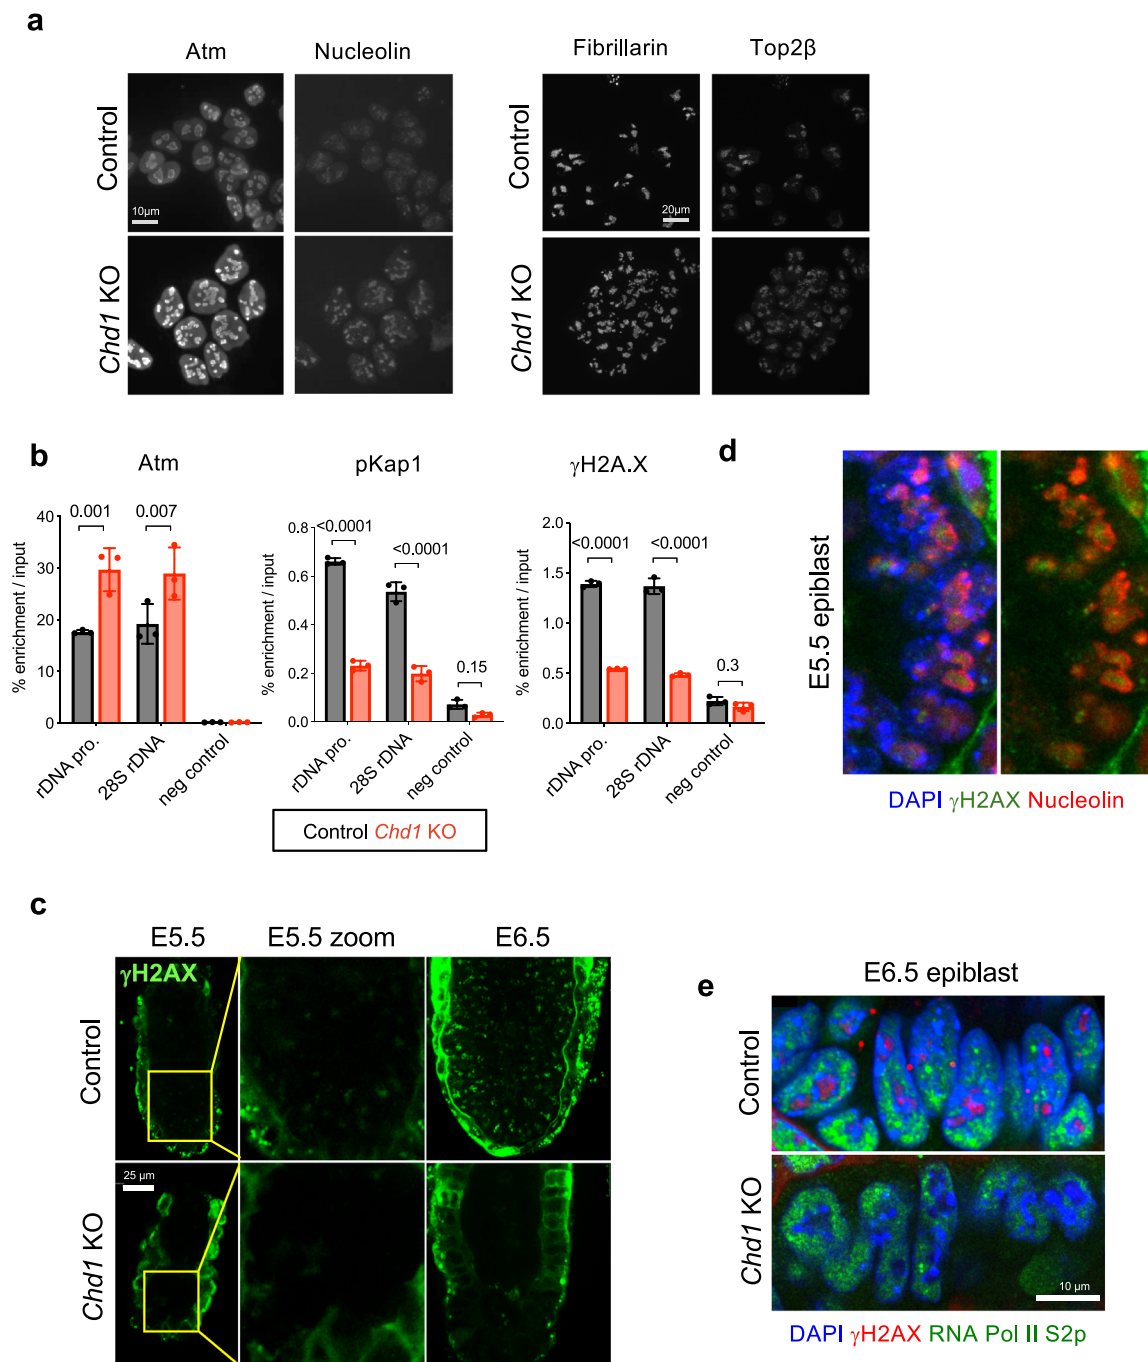 a
Atm
Nucleolin
Fibrillarin
Top2β
Control
10μm
Control
20μm
Chd1 KO
Chd1 KO
b
Atm
pKap1
γH2A.X
% enrichment / input
40
30
20
10
0
0.001
0.007
rDNA pro.
28S rDNA
neg control
% enrichment / input
0.8
0.6
0.4
0.2
0.0
<0.0001
<0.0001
0.15
rDNA pro.
28S rDNA
neg control
% enrichment / input
2.0
1.5
1.0
0.5
0.0
<0.0001
<0.0001
0.3
rDNA pro.
28S rDNA
neg control
Control Chd1 KO
d
E5.5 epiblast
DAPI γH2AX Nucleolin
c
E5.5
E5.5 zoom
E6.5
γH2AX
Control
25 μm
Chd1 KO
e
E6.5 epiblast
Control
Chd1 KO
10 μm
DAPI γH2AX RNA Pol II S2p